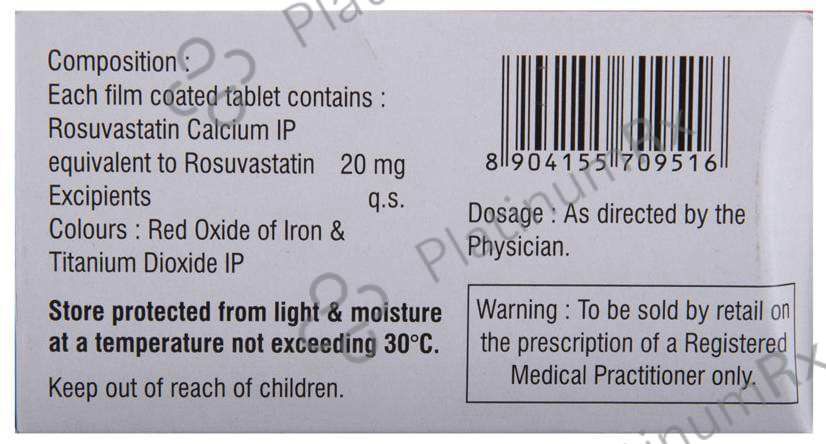 Composition :
Each film coated tablet contains :
Rosuvastatin Calcium IP
equivalent to Rosuvastatin 20 mg
Excipients q.s.
Colours : Red Oxide of Iron &
Titanium Dioxide IP
Store protected from light & moisture
at a temperature not exceeding 30°C.
Keep out of reach of children.
8 904155 709516
Dosage : As directed by the
Physician.
Warning : To be sold by retail on
the prescription of a Registered
Medical Practitioner only.
PlatinumRx
Plat
inumRx